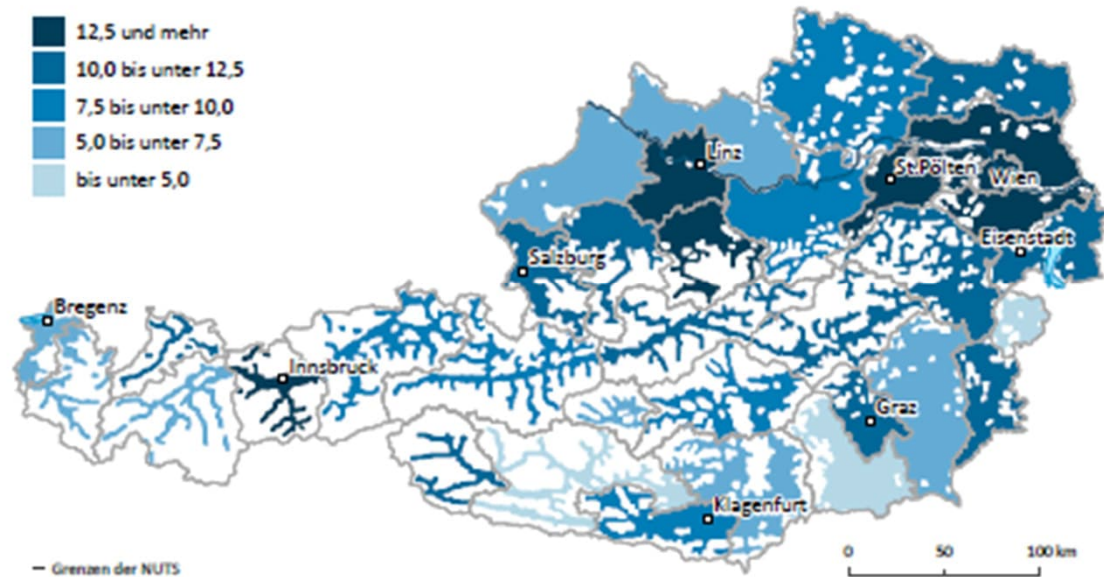 12,5 und mehr
10,0 bis unter 12,5
7,5 bis unter 10,0
5,0 bis unter 7,5
bis unter 5,0
Linz
St.Pölten
Wien
Eisenstadt
Salzburg
Bregenz
Innsbruck
Graz
Klagenfurt
Grenzen der NUTS
0 50 100 km